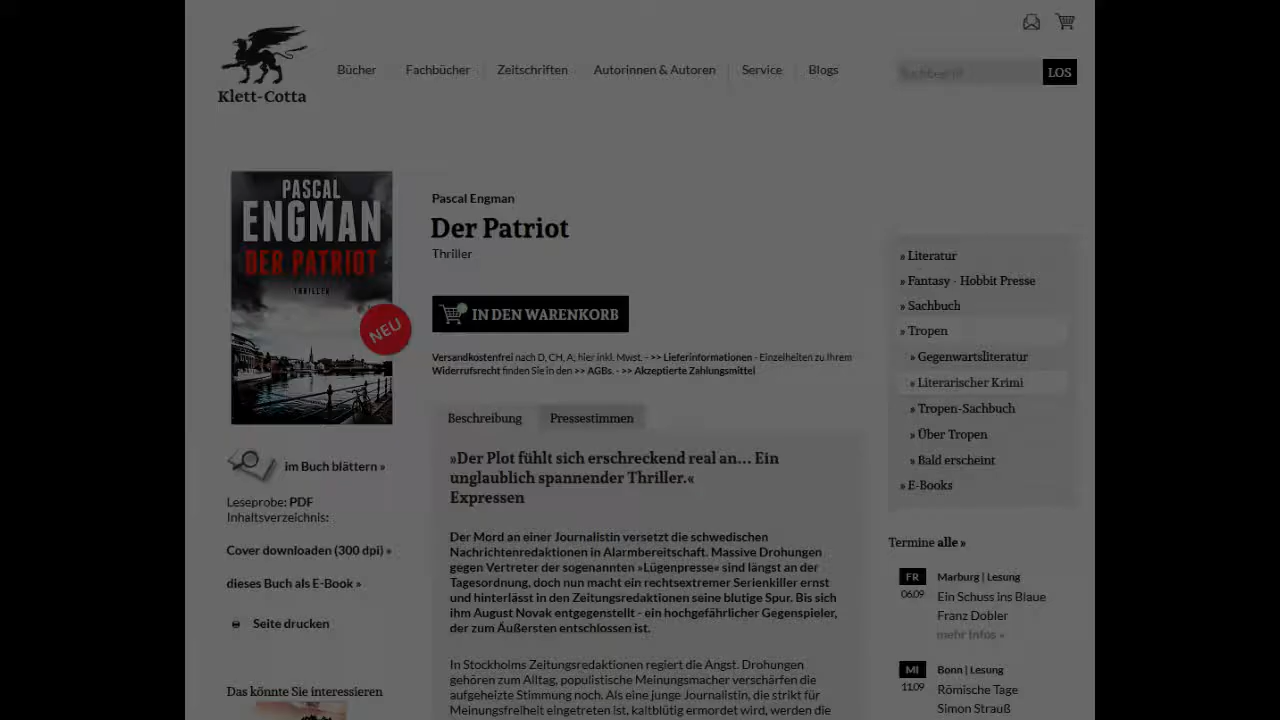 Klett-Cotta
Bücher
Fachbücher
Zeitschriften
Autorinnen & Autoren
Service
Blogs
LOS
PASCAL
ENGMAN
DER PATRIOT
THRILLER
NEU
im Buch blättern »
Leseprobe: PDF
Inhaltsverzeichnis:
Cover downloaden (300 dpi) »
dieses Buch als E-Book »
Seite drucken
Das könnte Sie interessieren
Pascal Engman
Der Patriot
Thriller
IN DEN WARENKORB
Versandkostenfrei nach D, CH, A; hier inkl. Mwst. - >> Lieferinformationen - Einzelheiten zu Ihrem
Widerrufsrecht finden Sie in den >> AGBs. - >> Akzeptierte Zahlungsmittel
Beschreibung
Pressestimmen
»Der Plot fühlt sich erschreckend real an... Ein
unglaublich spannender Thriller.«
Expressen
Der Mord an einer Journalistin versetzt die schwedischen
Nachrichtenredaktionen in Alarmbereitschaft. Massive Drohungen
gegen Vertreter der sogenannten »Lügenpresse« sind längst an der
Tagesordnung, doch nun macht ein rechtsextremer Serienkiller ernst
und hinterlässt in den Zeitungsredaktionen seine blutige Spur. Bis sich
ihm August Novak entgegenstellt - ein hochgefährlicher Gegenspieler,
der zum Äußersten entschlossen ist.
In Stockholms Zeitungsredaktionen regiert die Angst. Drohungen
gehören zum Alltag, populistische Meinungsmacher verschärfen die
aufgeheizte Stimmung noch. Als eine junge Journalistin, die strikt für
Meinungsfreiheit eingetreten ist, kaltblütig ermordet wird, werden die
» Literatur
» Fantasy - Hobbit Presse
» Sachbuch
» Tropen
» Gegenwartsliteratur
» Literarischer Krimi
» Tropen-Sachbuch
» Über Tropen
» Bald erscheint
» E-Books
Termine alle »
FR
06.09
Marburg | Lesung
Ein Schuss ins Blaue
Franz Dobler
mehr Infos »
MI
11.09
Bonn | Lesung
Römische Tage
Simon Strauß